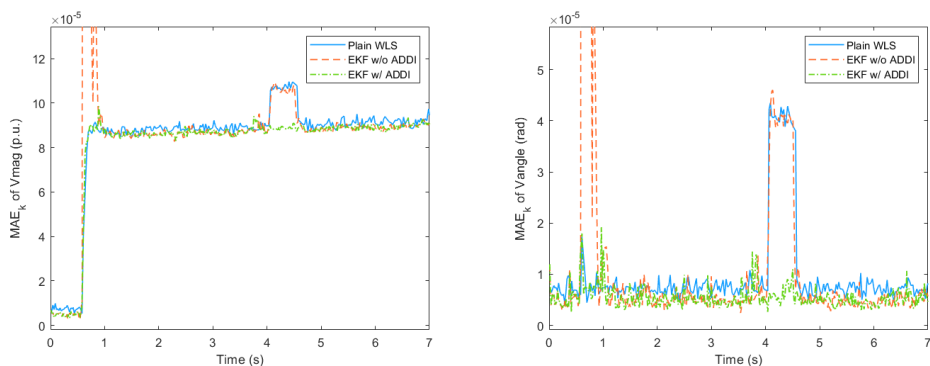 ×10⁻⁵
12
10
8
6
4
2
0
MAEₖ of Vmag (p.u.)
0 1 2 3 4 5 6 7
Time (s)
Plain WLS
EKF w/o ADDI
EKF w/ ADDI
×10⁻⁵
5
4
3
2
1
0
MAEₖ of Vangle (rad)
0 1 2 3 4 5 6 7
Time (s)
Plain WLS
EKF w/o ADDI
EKF w/ ADDI